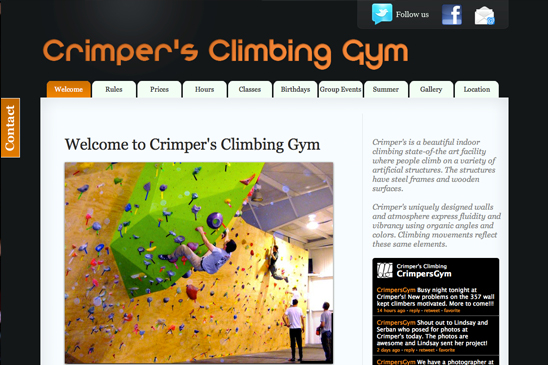 Follow us
Crimper's Climbing Gym
Welcome
Rules
Prices
Hours
Classes
Birthdays
Group Events
Summer
Gallery
Location
Contact
Welcome to Crimper's Climbing Gym
Crimper's is a beautiful indoor
climbing state-of-the art facility
where people climb on a variety of
artificial structures. The structures
have steel frames and wooden
surfaces.
Crimper's uniquely designed walls
and atmosphere express fluidity and
vibrancy using organic angles and
colors. Climbing movements reflect
these same elements.
Crimper's Climbing
CrimpersGym
CrimpersGym Busy night tonight at
Crimper's! New problems on the 357 wall
kept climbers motivated. More to come!!!
14 hours ago · reply · retweet · favorite
CrimpersGym Shout out to Lindsay and
Serban who posed for photos at
Crimper's today. The photos are
awesome and Lindsay sent her project!
2 days ago · reply · retweet · favorite
CrimpersGym We have a photographer at